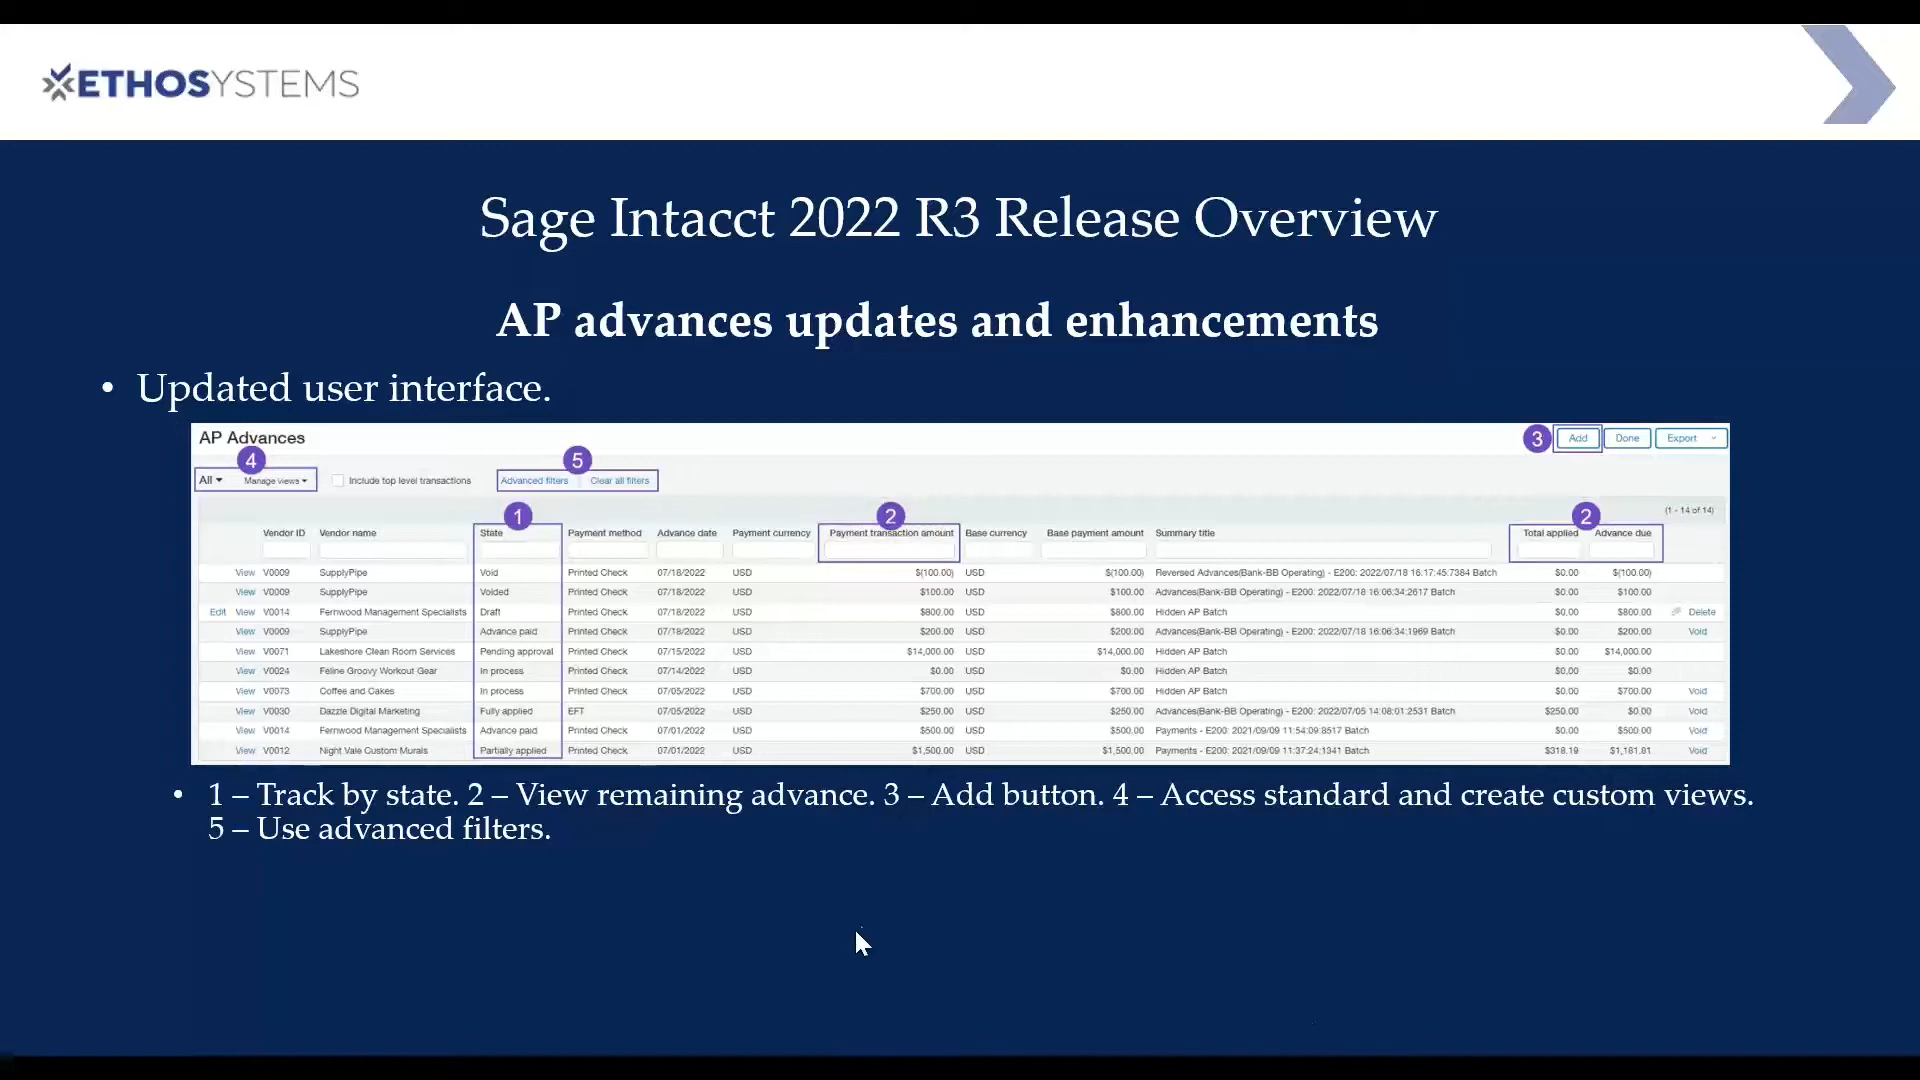 ETHOSYSTEMS
Sage Intacct 2022 R3 Release Overview
AP advances updates and enhancements
• Updated user interface.
AP Advances
3 Add Done Export
4 5
All Manage views Include top level transactions Advanced filters Clear all filters
1 2 2 (1 - 14 of 14)
Vendor ID Vendor name State Payment method Advance date Payment currency Payment transaction amount Base currency Base payment amount Summary title Total applied Advance due
View V0009 SupplyPipe Void Printed Check 07/18/2022 USD $(100.00) USD $(100.00) Reversed Advances(Bank-BB Operating) - E200: 2022/07/18 16:17:45:7384 Batch $0.00 $(100.00)
View V0009 SupplyPipe Voided Printed Check 07/18/2022 USD $100.00 USD $100.00 Advances(Bank-BB Operating) - E200: 2022/07/18 16:06:34:2617 Batch $0.00 $100.00
Edit View V0014 Fernwood Management Specialists Draft Printed Check 07/18/2022 USD $800.00 USD $800.00 Hidden AP Batch $0.00 $800.00 Delete
View V0009 SupplyPipe Advance paid Printed Check 07/18/2022 USD $200.00 USD $200.00 Advances(Bank-BB Operating) - E200: 2022/07/18 16:06:34:1969 Batch $0.00 $200.00 Void
View V0071 Lakeshore Clean Room Services Pending approval Printed Check 07/15/2022 USD $14,000.00 USD $14,000.00 Hidden AP Batch $0.00 $14,000.00
View V0024 Feline Groovy Workout Gear In process Printed Check 07/14/2022 USD $0.00 USD $0.00 Hidden AP Batch $0.00 $0.00
View V0073 Coffee and Cakes In process Printed Check 07/05/2022 USD $700.00 USD $700.00 Hidden AP Batch $0.00 $700.00 Void
View V0030 Dazzle Digital Marketing Fully applied EFT 07/05/2022 USD $250.00 USD $250.00 Advances(Bank-BB Operating) - E200: 2022/07/05 14:08:01:2531 Batch $250.00 $0.00 Void
View V0014 Fernwood Management Specialists Advance paid Printed Check 07/01/2022 USD $500.00 USD $500.00 Payments - E200: 2021/09/09 11:54:09:8517 Batch $0.00 $500.00 Void
View V0012 Night Vale Custom Murals Partially applied Printed Check 07/01/2022 USD $1,500.00 USD $1,500.00 Payments - E200: 2021/09/09 11:37:24:1341 Batch $318.19 $1,181.81 Void
• 1 – Track by state. 2 – View remaining advance. 3 – Add button. 4 – Access standard and create custom views.
5 – Use advanced filters.